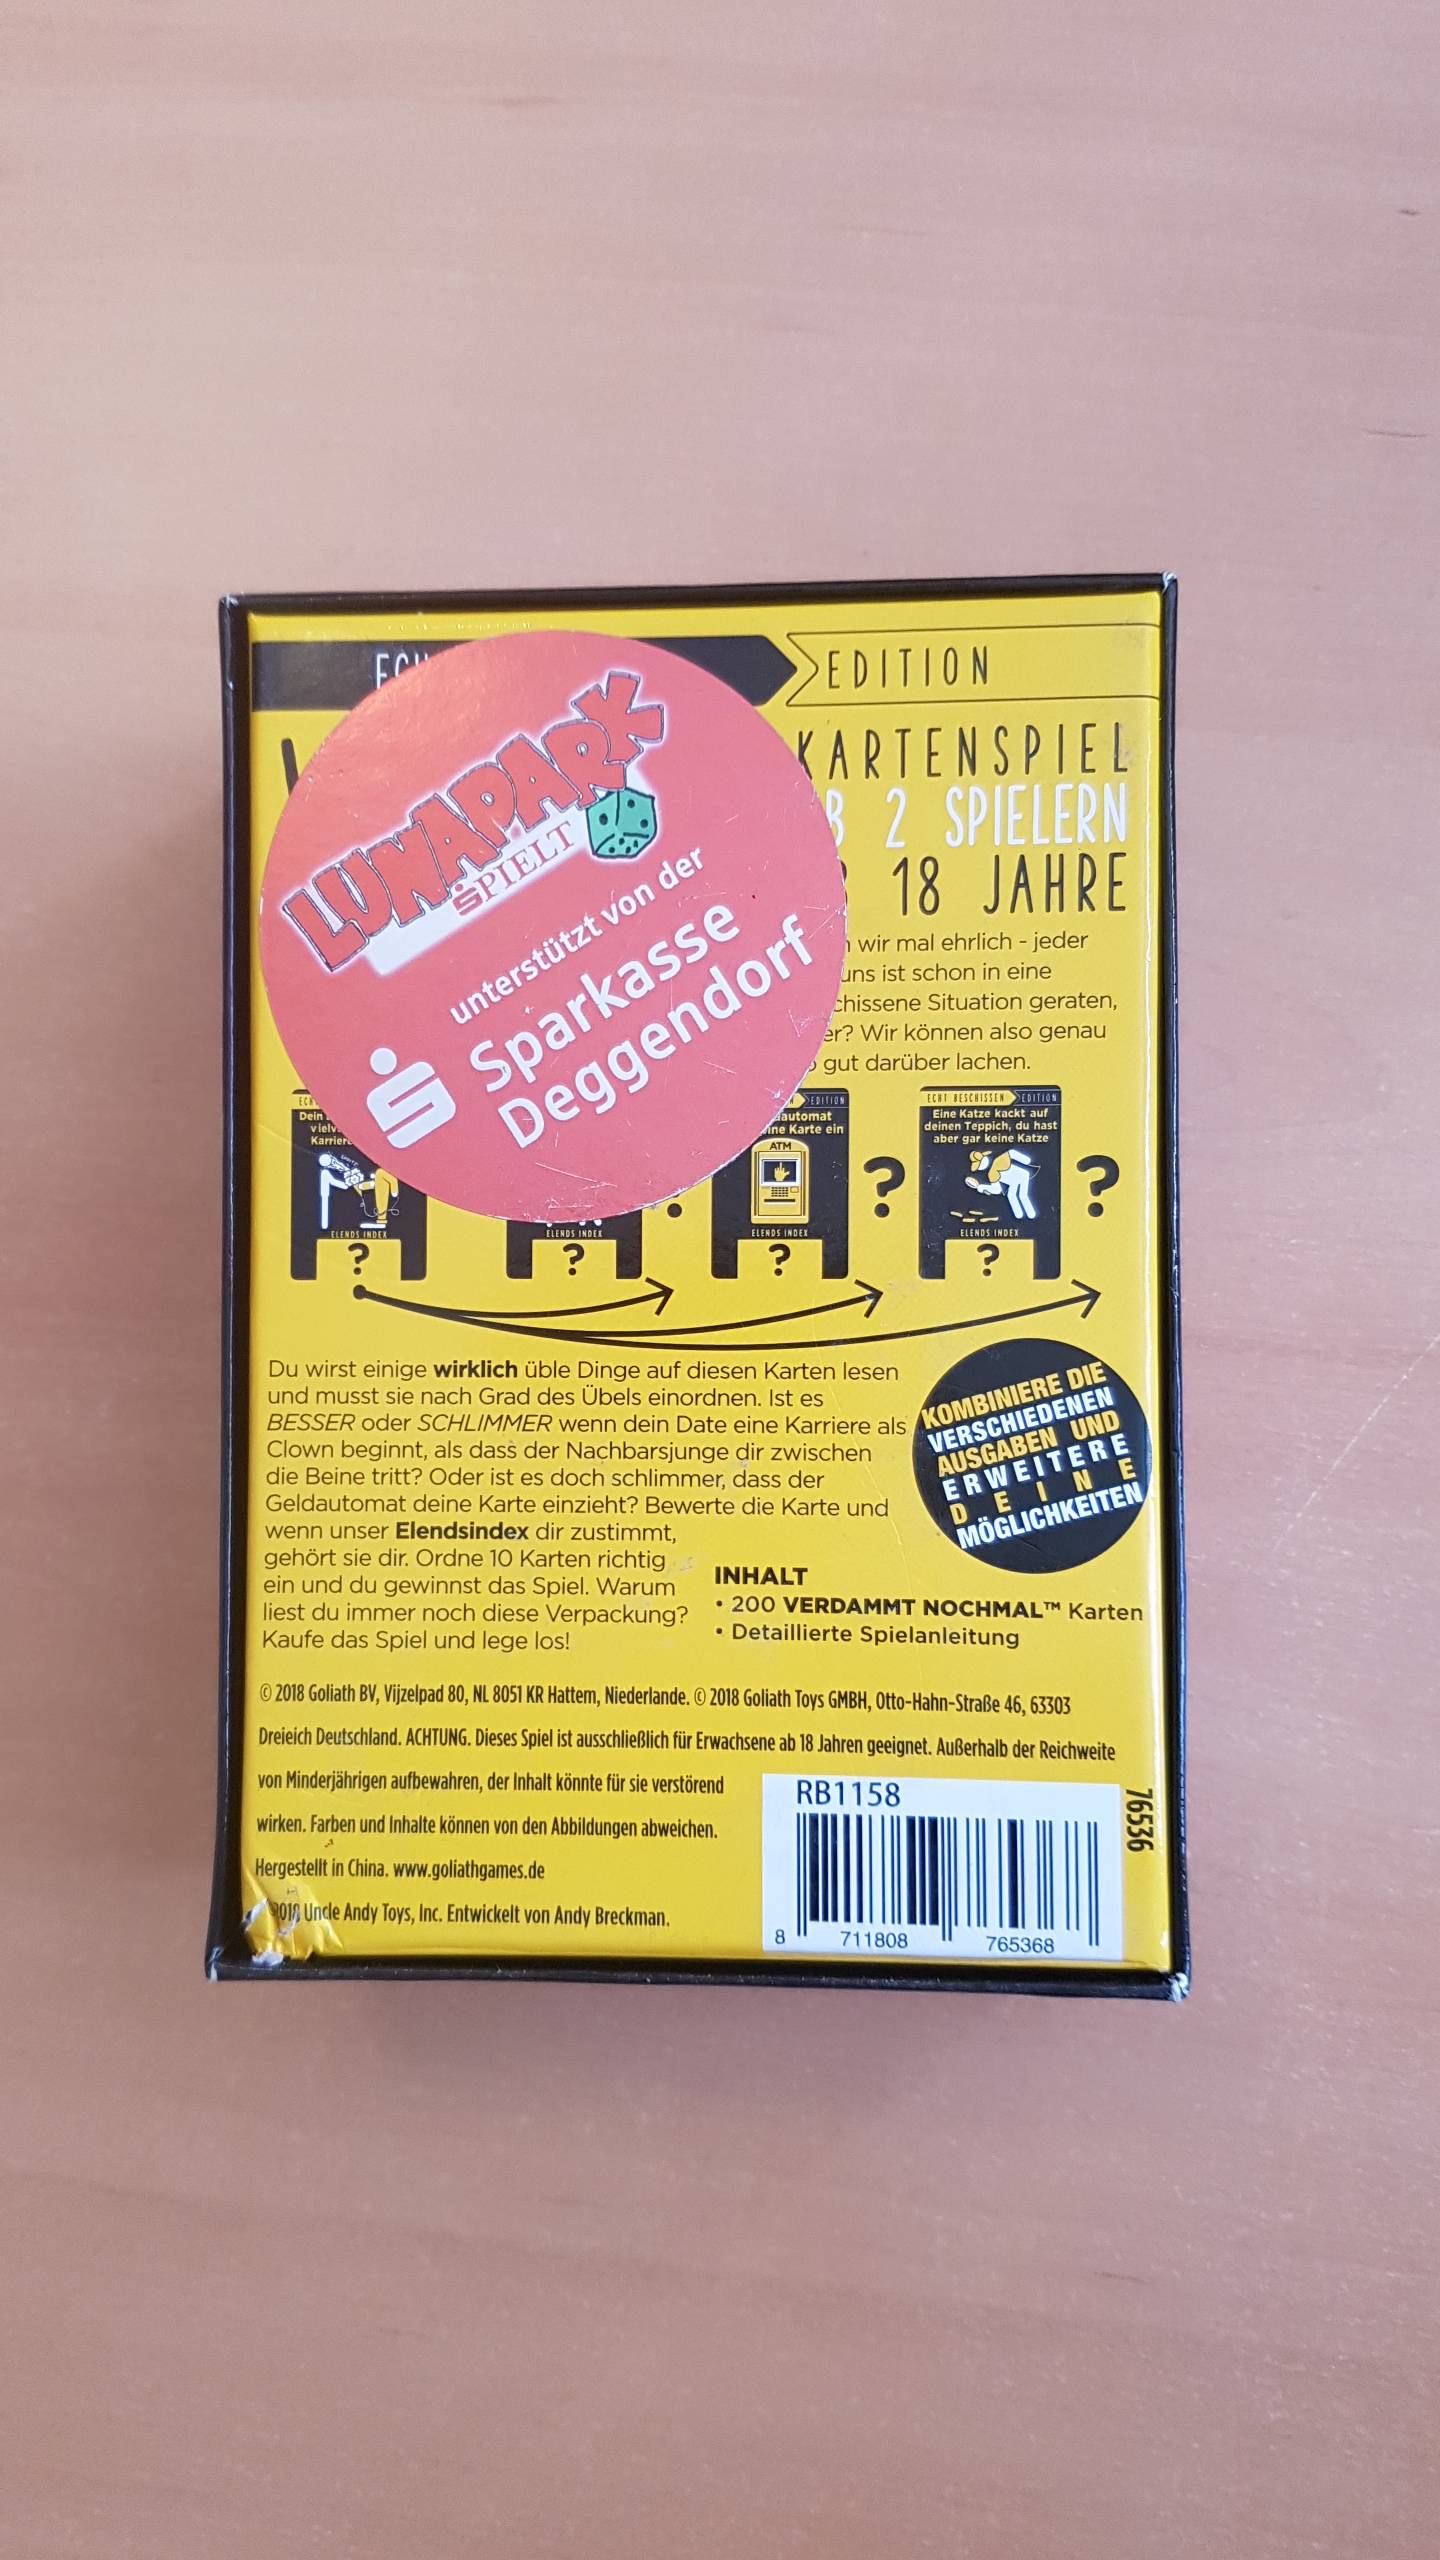 EDITION
KARTENSPIEL
2 SPIELERN
18 JAHRE
LUNAPARK
SPIELT
unterstützt von der
Sparkasse
Deggendorf
wir mal ehrlich - jeder
uns ist schon in eine
chissene Situation geraten,
er? Wir können also genau
gut darüber lachen.
Dein
Karriere
ELENDS INDEX
?
ELENDS INDEX
?
EDITION
automat
ine Karte ein
ATM
ELENDS INDEX
?
?
ECHT BESCHISSEN EDITION
Eine Katze kackt auf
deinen Teppich, du hast
aber gar keine Katze
ELENDS INDEX
?
?
Du wirst einige wirklich üble Dinge auf diesen Karten lesen
und musst sie nach Grad des Übels einordnen. Ist es
BESSER oder SCHLIMMER wenn dein Date eine Karriere als
Clown beginnt, als dass der Nachbarsjunge dir zwischen
die Beine tritt? Oder ist es doch schlimmer, dass der
Geldautomat deine Karte einzieht? Bewerte die Karte und
wenn unser Elendsindex dir zustimmt,
gehört sie dir. Ordne 10 Karten richtig
ein und du gewinnst das Spiel. Warum
liest du immer noch diese Verpackung?
Kaufe das Spiel und lege los!
KOMBINIERE DIE
VERSCHIEDENEN
AUSGABEN UND
ERWEITERE
DEINE
MÖGLICHKEITEN
INHALT
• 200 VERDAMMT NOCHMAL™ Karten
• Detaillierte Spielanleitung
© 2018 Goliath BV, Vijzelpad 80, NL 8051 KR Hattem, Niederlande. © 2018 Goliath Toys GMBH, Otto-Hahn-Straße 46, 63303
Dreieich Deutschland. ACHTUNG. Dieses Spiel ist ausschließlich für Erwachsene ab 18 Jahren geeignet. Außerhalb der Reichweite
von Minderjährigen aufbewahren, der Inhalt könnte für sie verstörend
wirken. Farben und Inhalte können von den Abbildungen abweichen.
Hergestellt in China. www.goliathgames.de
2018 Uncle Andy Toys, Inc. Entwickelt von Andy Breckman.
RB1158
8 711808 765368
76536